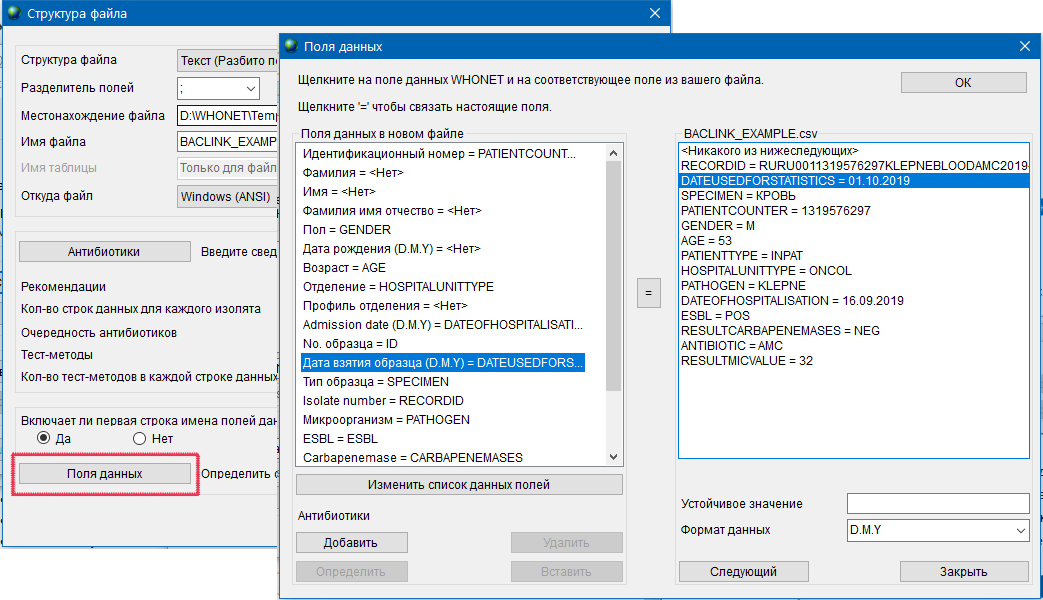 Структура файла
Структура файла
Текст (Разбито п
Разделитель полей
;
Местонахождение файла
D:\WHONET\Temp
Имя файла
BACLINK_EXAMP
Имя таблицы
Только для файл
Откуда файл
Windows (ANSI)
Антибиотики
Введите свед
Рекомендации
Кол-во строк данных для каждого изолята
Очередность антибиотиков
Тест-методы
Кол-во тест-методов в каждой строке данных
Включает ли первая строка имена полей дан
Да
Нет
Поля данных
Определить
Поля данных
Щелкните на поле данных WHONET и на соответствующее поле из вашего файла.
Щелкните '=' чтобы связать настоящие поля.
OK
Поля данных в новом файле
Идентификационный номер = PATIENTCOUNT...
Фамилия = <Нет>
Имя = <Нет>
Фамилия имя отчество = <Нет>
Пол = GENDER
Дата рождения (D.M.Y) = <Нет>
Возраст = AGE
Отделение = HOSPITALUNITTYPE
Профиль отделения = <Нет>
Admission date (D.M.Y) = DATEOFHOSPITALISATI...
No. образца = ID
Дата взятия образца (D.M.Y) = DATEUSEDFORS...
Тип образца = SPECIMEN
Isolate number = RECORDID
Микроорганизм = PATHOGEN
ESBL = ESBL
Carbapenemase = CARBAPENEMASES
Изменить список данных полей
Антибиотики
Добавить
Удалить
Определить
Вставить
=
BACLINK_EXAMPLE.csv
<Никакого из нижеследующих>
RECORDID = RURU0011319576297KLEPNEBLOODAMC2019-
DATEUSEDFORSTATISTICS = 01.10.2019
SPECIMEN = КРОВЬ
PATIENTCOUNTER = 1319576297
GENDER = M
AGE = 53
PATIENTTYPE = INPAT
HOSPITALUNITTYPE = ONCOL
PATHOGEN = KLEPNE
DATEOFHOSPITALISATION = 16.09.2019
ESBL = POS
RESULTCARBAPENEMASES = NEG
ANTIBIOTIC = AMC
RESULTMICVALUE = 32
Устойчивое значение
Формат данных
D.M.Y
Следующий
Закрыть